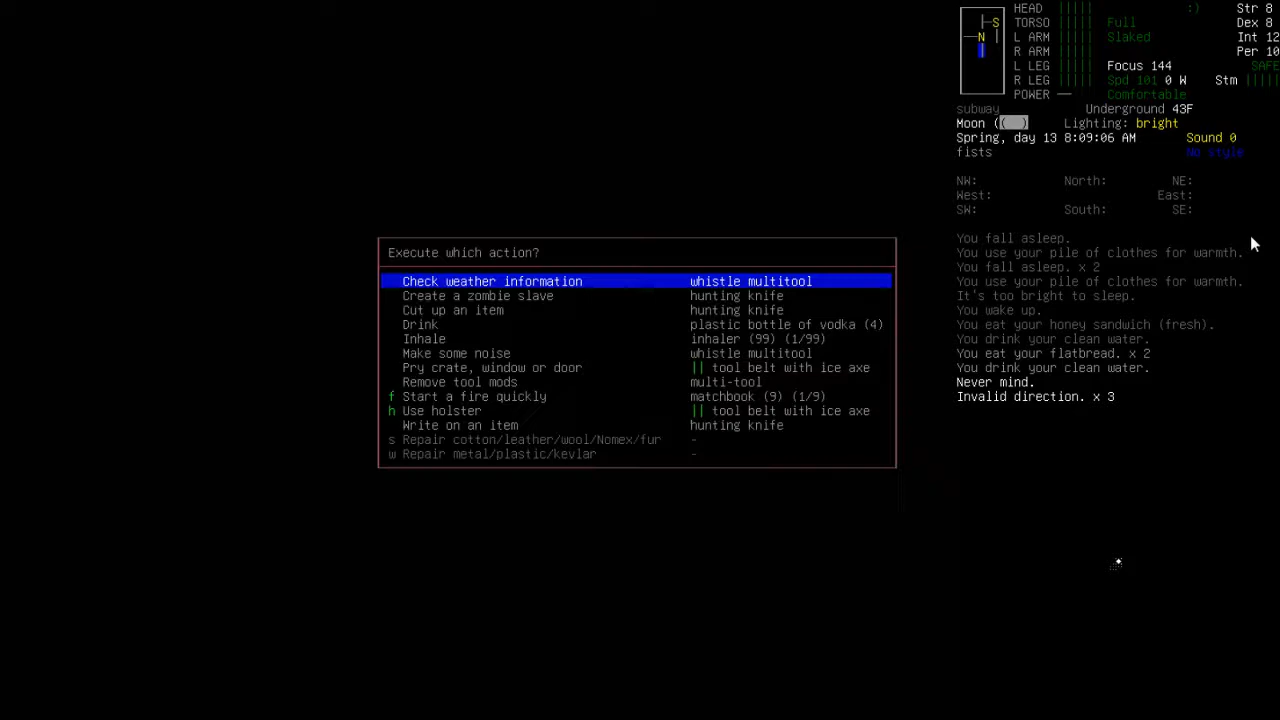 HEAD ||||| :) Str 8
TORSO ||||| Full Dex 8
L ARM ||||| Slaked Int 12
R ARM ||||| Per 10
L LEG ||||| Focus 144 SAFE
R LEG ||||| Spd 101 0 W Stm |||||
POWER — Comfortable
S
N
subway Underground 43F
Moon (( ) Lighting: bright
Spring, day 13 8:09:06 AM Sound 0
fists No style
NW: North: NE:
West: East:
SW: South: SE:
You fall asleep.
You use your pile of clothes for warmth.
You fall asleep. x 2
You use your pile of clothes for warmth.
It's too bright to sleep.
You wake up.
You eat your honey sandwich (fresh).
You drink your clean water.
You eat your flatbread. x 2
You drink your clean water.
Never mind.
Invalid direction. x 3
Execute which action?
Check weather information whistle multitool
Create a zombie slave hunting knife
Cut up an item hunting knife
Drink plastic bottle of vodka (4)
Inhale inhaler (99) (1/99)
Make some noise whistle multitool
Pry crate, window or door || tool belt with ice axe
Remove tool mods multi-tool
f Start a fire quickly matchbook (9) (1/9)
h Use holster || tool belt with ice axe
Write on an item hunting knife
s Repair cotton/leather/wool/Nomex/fur -
w Repair metal/plastic/kevlar -